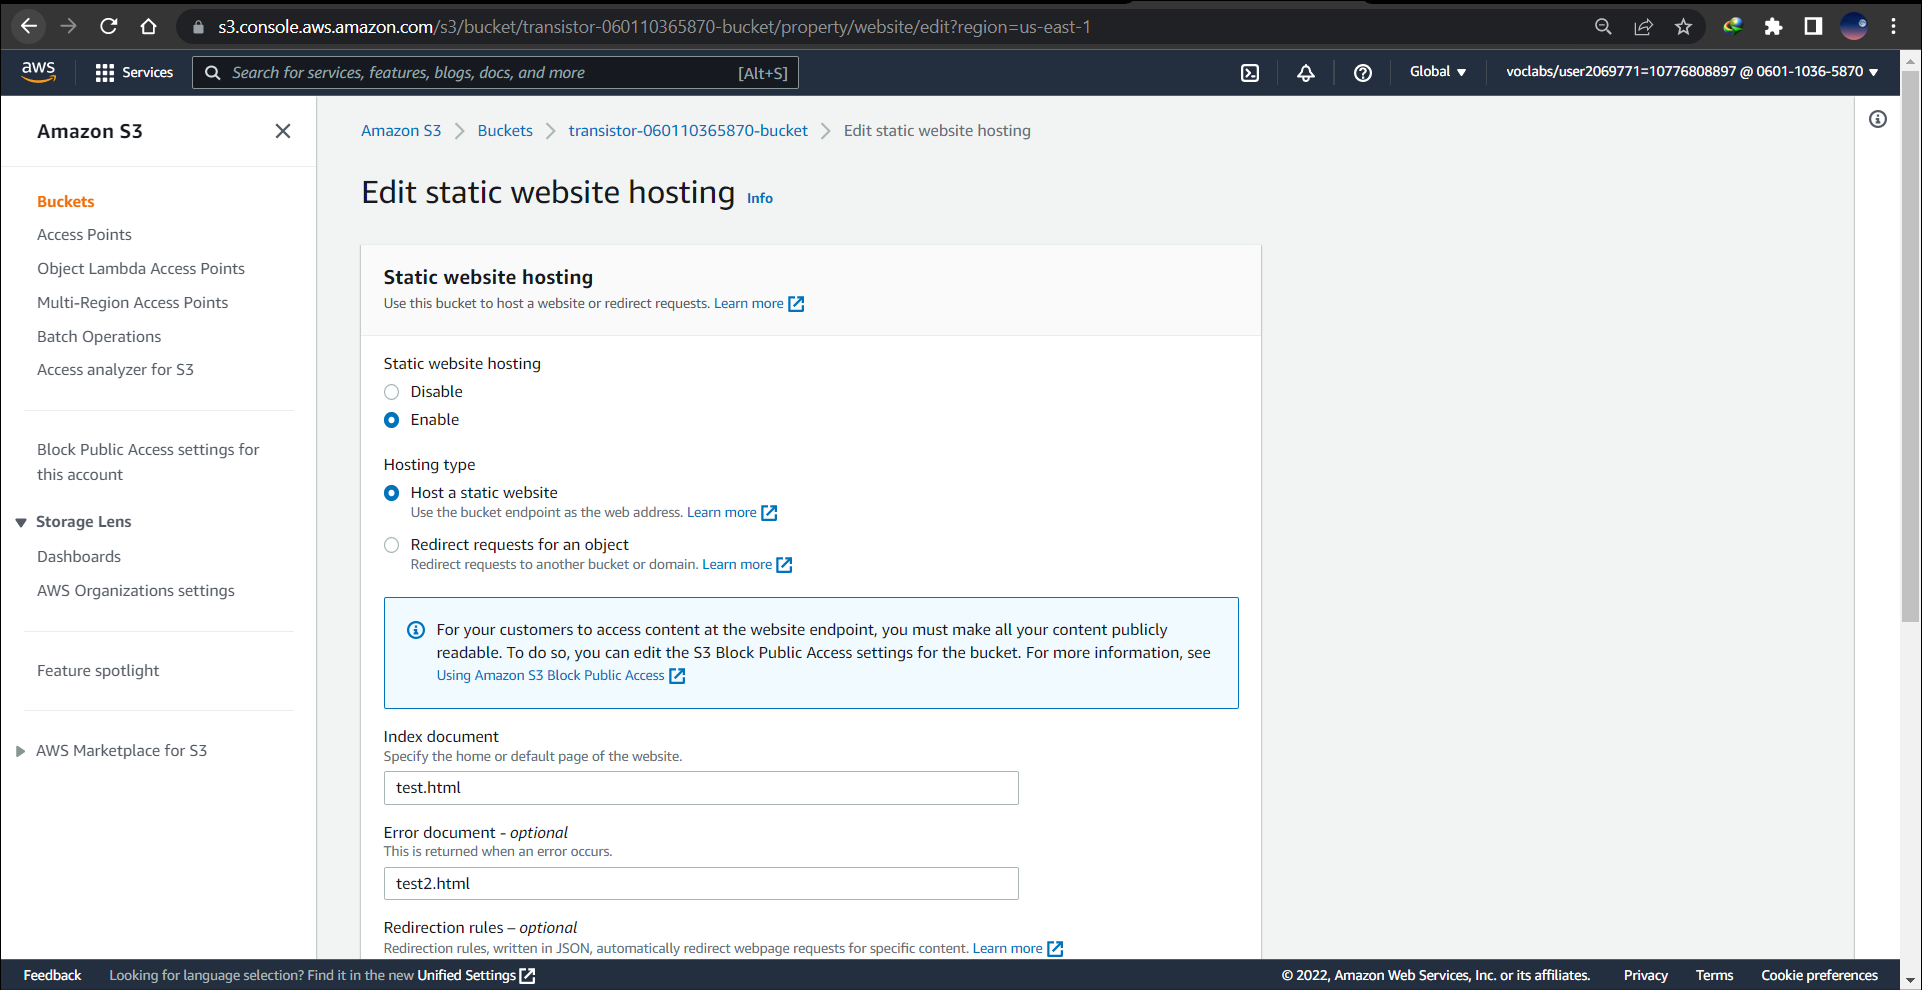 s3.console.aws.amazon.com/s3/bucket/transistor-060110365870-bucket/property/website/edit?region=us-east-1
aws
Services
Search for services, features, blogs, docs, and more
[Alt+S]
Global
voclabs/user2069771=10776808897 @ 0601-1036-5870
Amazon S3
Buckets
Access Points
Object Lambda Access Points
Multi-Region Access Points
Batch Operations
Access analyzer for S3
Block Public Access settings for
this account
Storage Lens
Dashboards
AWS Organizations settings
Feature spotlight
AWS Marketplace for S3
Amazon S3
Buckets
transistor-060110365870-bucket
Edit static website hosting
Edit static website hosting Info
Static website hosting
Use this bucket to host a website or redirect requests. Learn more
Static website hosting
Disable
Enable
Hosting type
Host a static website
Use the bucket endpoint as the web address. Learn more
Redirect requests for an object
Redirect requests to another bucket or domain. Learn more
For your customers to access content at the website endpoint, you must make all your content publicly
readable. To do so, you can edit the S3 Block Public Access settings for the bucket. For more information, see
Using Amazon S3 Block Public Access
Index document
Specify the home or default page of the website.
test.html
Error document - optional
This is returned when an error occurs.
test2.html
Redirection rules – optional
Redirection rules, written in JSON, automatically redirect webpage requests for specific content. Learn more
Feedback
Looking for language selection? Find it in the new Unified Settings
© 2022, Amazon Web Services, Inc. or its affiliates.
Privacy
Terms
Cookie preferences